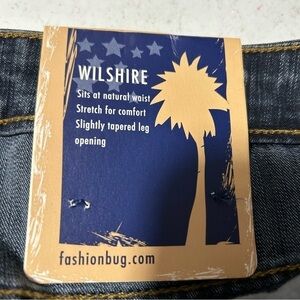 WILSHIRE
Sits at natural waist
Stretch for comfort
Slightly tapered leg
opening
fashionbug.com